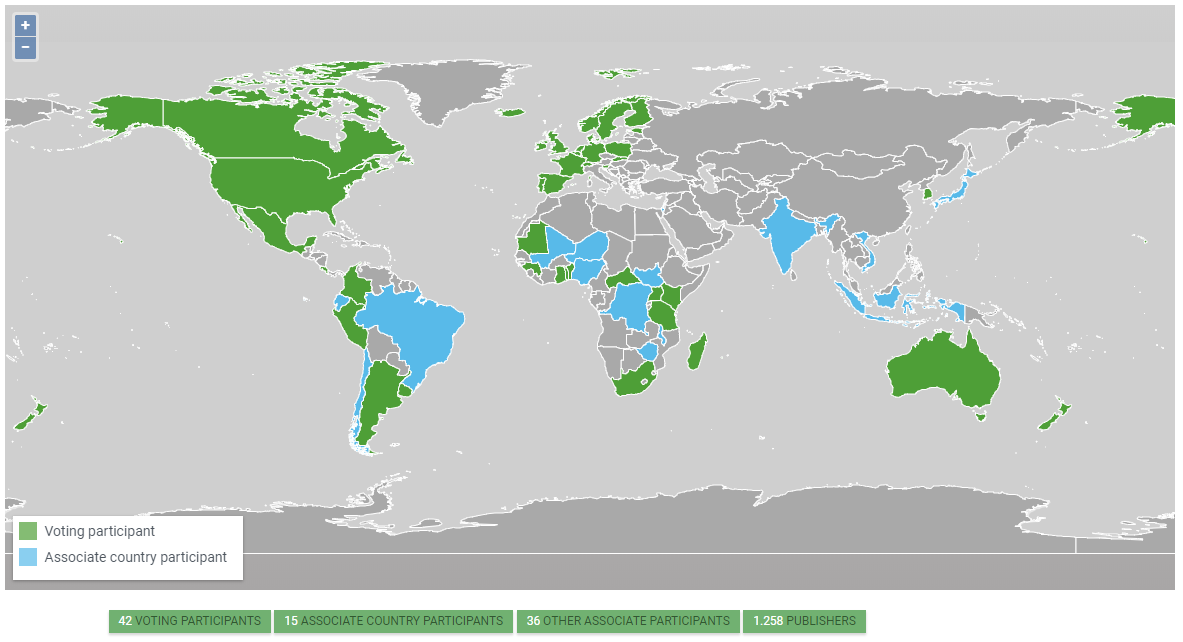 +
−
Voting participant
Associate country participant
42 VOTING PARTICIPANTS 15 ASSOCIATE COUNTRY PARTICIPANTS 36 OTHER ASSOCIATE PARTICIPANTS 1.258 PUBLISHERS